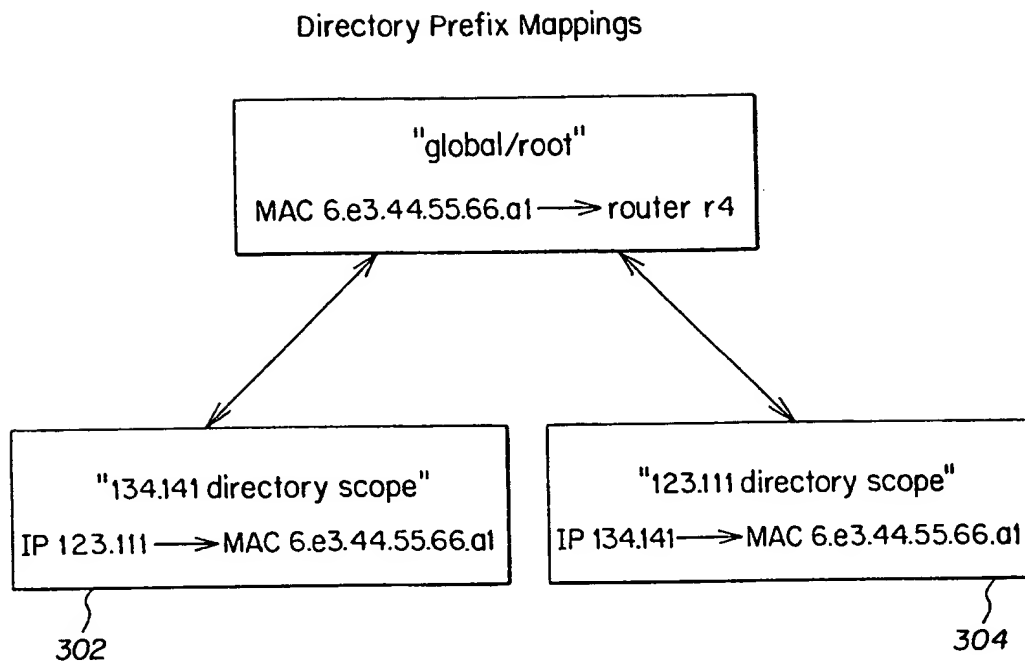 Directory Prefix Mappings
"global/root"
MAC 6.e3.44.55.66.a1 → router r4
"134.141 directory scope"
IP 123.111 → MAC 6.e3.44.55.66.a1
"123.111 directory scope"
IP 134.141 → MAC 6.e3.44.55.66.a1
302
304